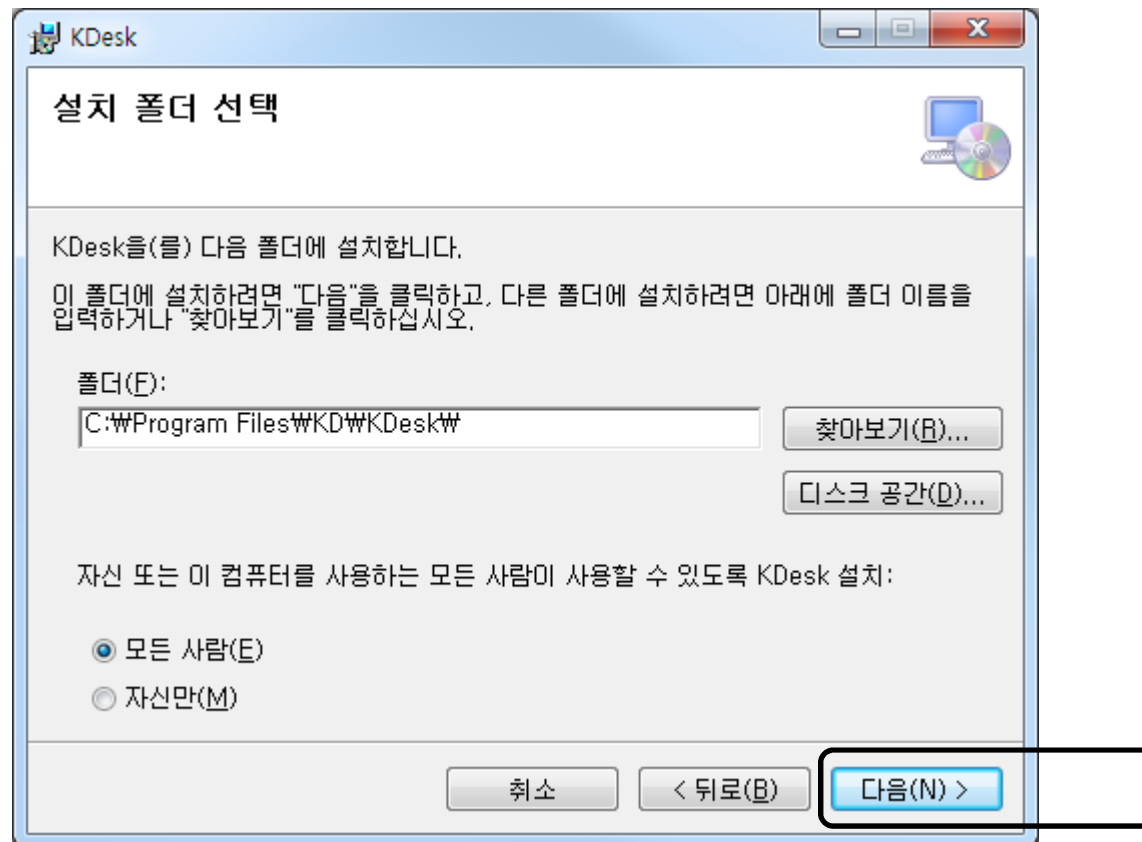 KDesk
설치 폴더 선택
KDesk을(를) 다음 폴더에 설치합니다.
이 폴더에 설치하려면 "다음"을 클릭하고, 다른 폴더에 설치하려면 아래에 폴더 이름을
입력하거나 "찾아보기"를 클릭하십시오.
폴더(F):
C:₩Program Files₩KD₩KDesk₩
찾아보기(R)...
디스크 공간(D)...
자신 또는 이 컴퓨터를 사용하는 모든 사람이 사용할 수 있도록 KDesk 설치:
모든 사람(E)
자신만(M)
취소
< 뒤로(B)
다음(N) >